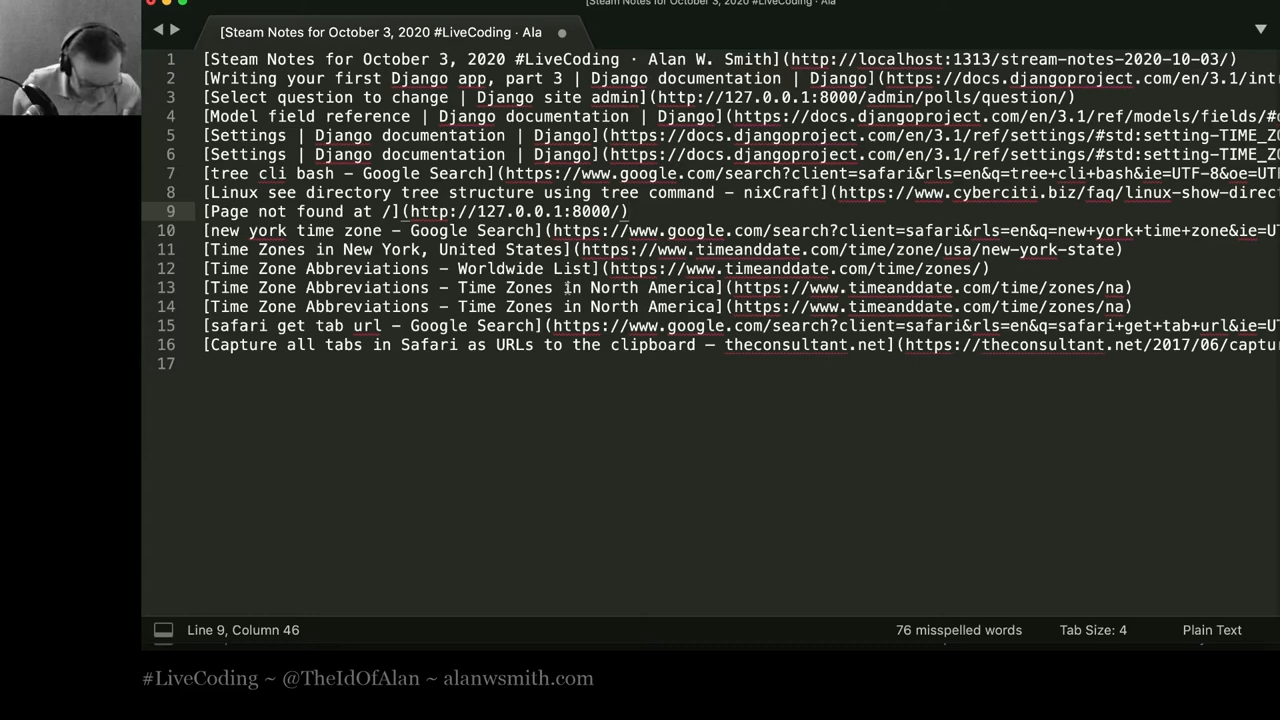 [Steam Notes for October 3, 2020 #LiveCoding · Ala
[Steam Notes for October 3, 2020 #LiveCoding · Ala
1 [Steam Notes for October 3, 2020 #LiveCoding · Alan W. Smith](http://localhost:1313/stream-notes-2020-10-03/)
2 [Writing your first Django app, part 3 | Django documentation | Django](https://docs.djangoproject.com/en/3.1/intr
3 [Select question to change | Django site admin](http://127.0.0.1:8000/admin/polls/question/)
4 [Model field reference | Django documentation | Django](https://docs.djangoproject.com/en/3.1/ref/models/fields/#d
5 [Settings | Django documentation | Django](https://docs.djangoproject.com/en/3.1/ref/settings/#std:setting-TIME_ZO
6 [Settings | Django documentation | Django](https://docs.djangoproject.com/en/3.1/ref/settings/#std:setting-TIME_ZO
7 [tree cli bash - Google Search](https://www.google.com/search?client=safari&rls=en&q=tree+cli+bash&ie=UTF-8&oe=UT
8 [Linux see directory tree structure using tree command - nixCraft](https://www.cyberciti.biz/faq/linux-show-direct
9 [Page not found at /](http://127.0.0.1:8000/)
10 [new york time zone - Google Search](https://www.google.com/search?client=safari&rls=en&q=new+york+time+zone&ie=U
11 [Time Zones in New York, United States](https://www.timeanddate.com/time/zone/usa/new-york-state)
12 [Time Zone Abbreviations – Worldwide List](https://www.timeanddate.com/time/zones/)
13 [Time Zone Abbreviations – Time Zones in North America](https://www.timeanddate.com/time/zones/na)
14 [Time Zone Abbreviations – Time Zones in North America](https://www.timeanddate.com/time/zones/na)
15 [safari get tab url - Google Search](https://www.google.com/search?client=safari&rls=en&q=safari+get+tab+url&ie=UT
16 [Capture all tabs in Safari as URLs to the clipboard – theconsultant.net](https://theconsultant.net/2017/06/captur
17
Line 9, Column 46 76 misspelled words Tab Size: 4 Plain Text
#LiveCoding ~ @TheIdOfAlan ~ alanwsmith.com